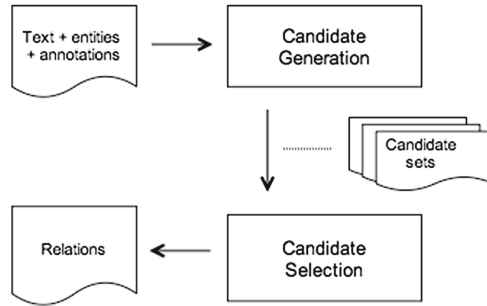 Text + entities
+ annotations
Candidate
Generation
Candidate
sets
Relations
Candidate
Selection